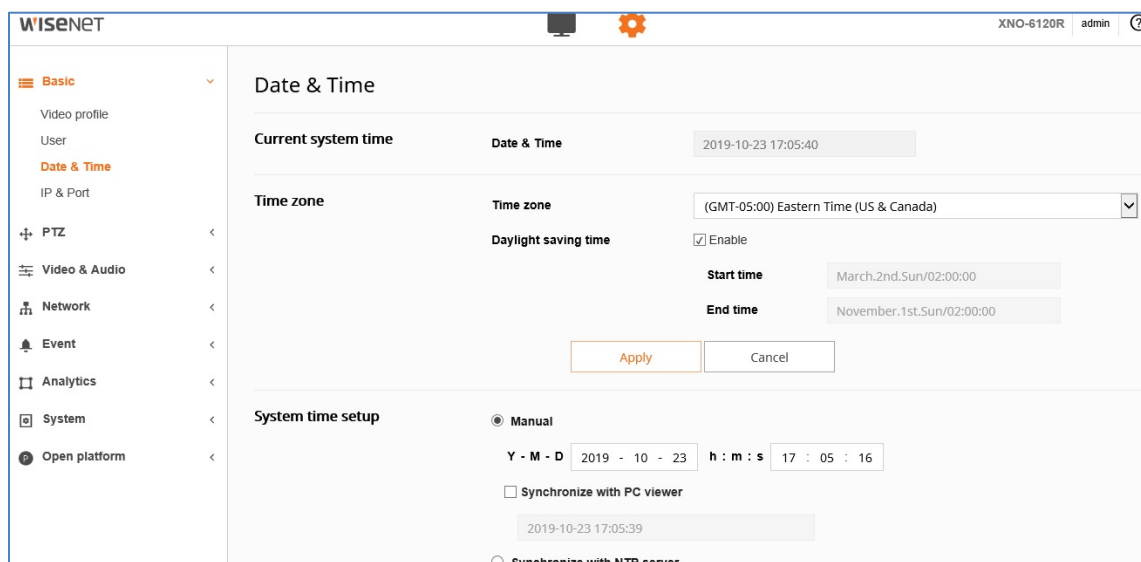 WISENET
XNO-6120R admin
Basic
Video profile
User
Date & Time
IP & Port
PTZ
Video & Audio
Network
Event
Analytics
System
P Open platform
Date & Time
Current system time Date & Time 2019-10-23 17:05:40
Time zone Time zone (GMT-05:00) Eastern Time (US & Canada)
Daylight saving time Enable
Start time March.2nd.Sun/02:00:00
End time November.1st.Sun/02:00:00
Apply Cancel
System time setup Manual
Y - M - D 2019 - 10 - 23 h : m : s 17 : 05 : 16
Synchronize with PC viewer
2019-10-23 17:05:39
Synchronize with NTP server